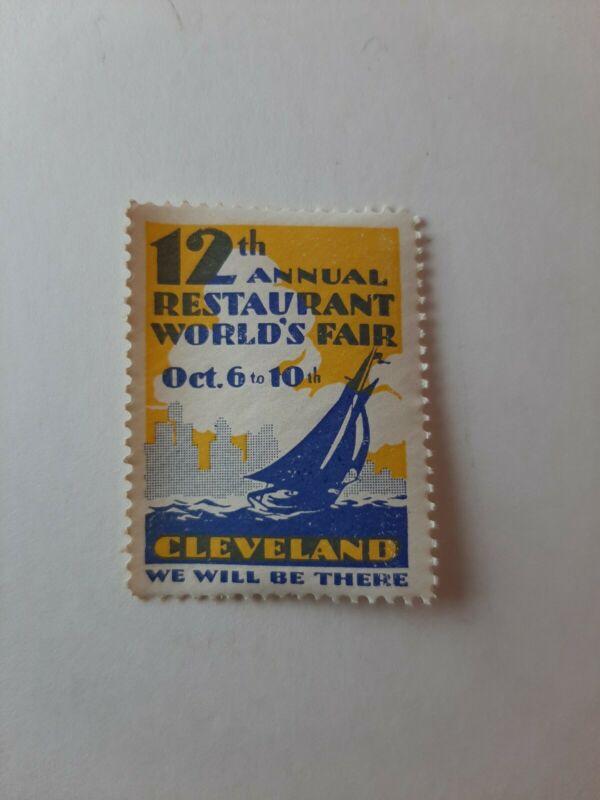 12th
ANNUAL
RESTAURANT
WORLD'S FAIR
Oct. 6 to 10th
CLEVELAND
WE WILL BE THERE